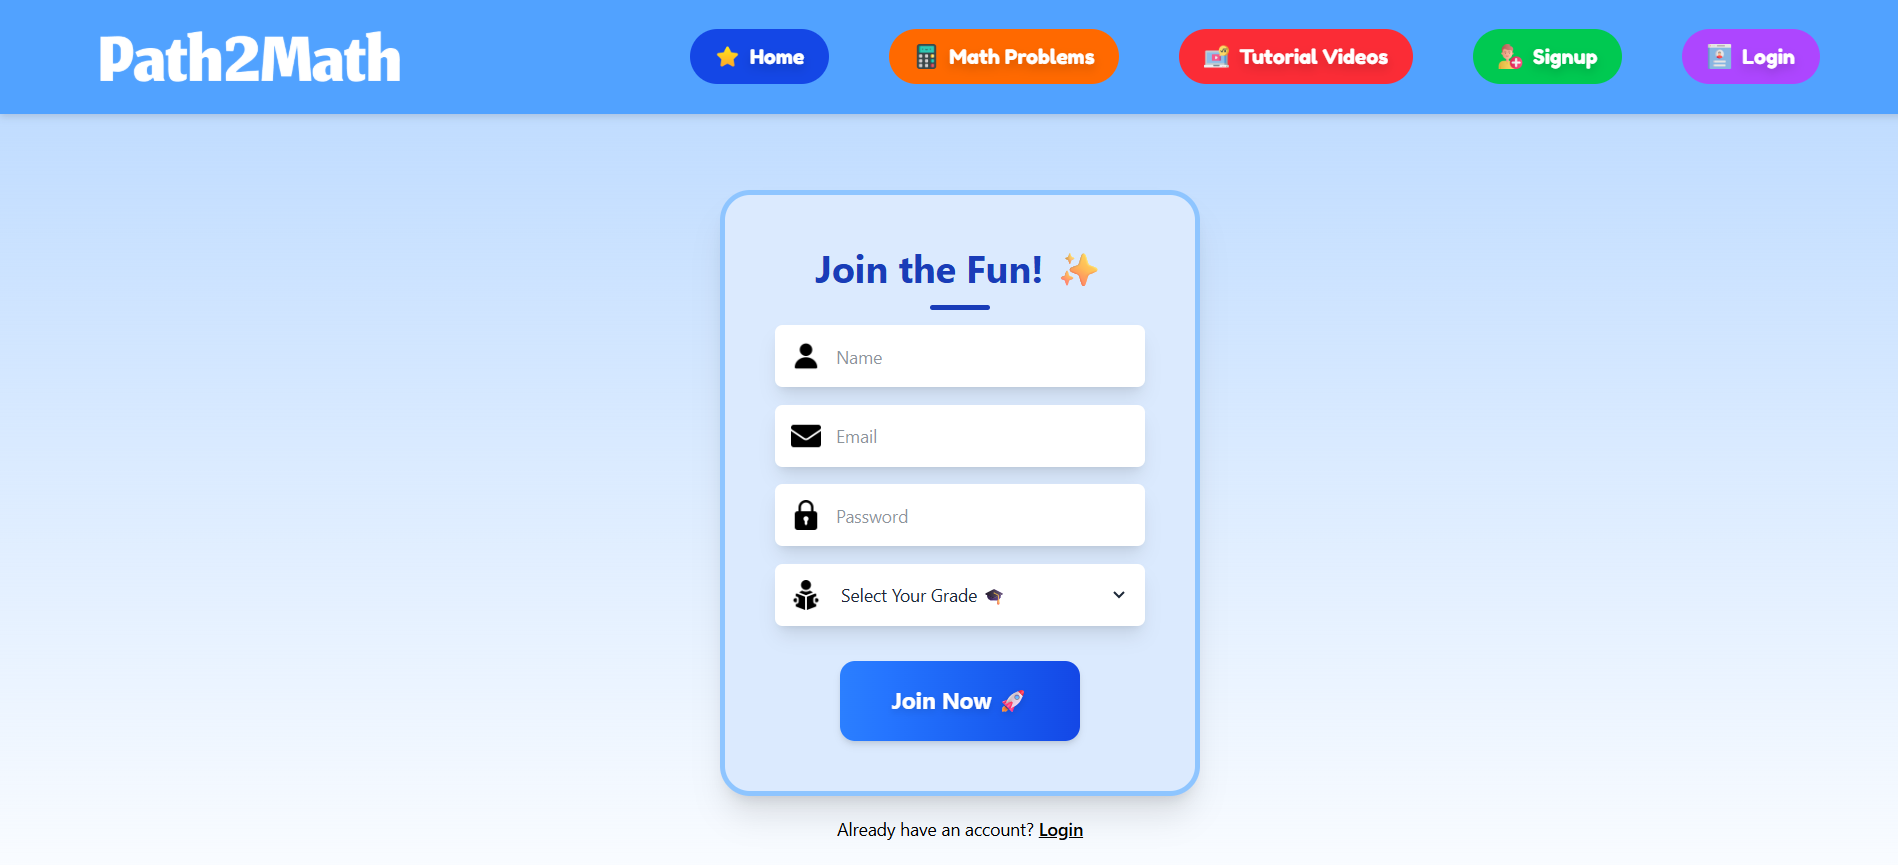 Path2Math
⭐ Home
Math Problems
Tutorial Videos
Signup
Login
Join the Fun! ✨
Name
Email
Password
Select Your Grade 🎓
Join Now 🚀
Already have an account? Login